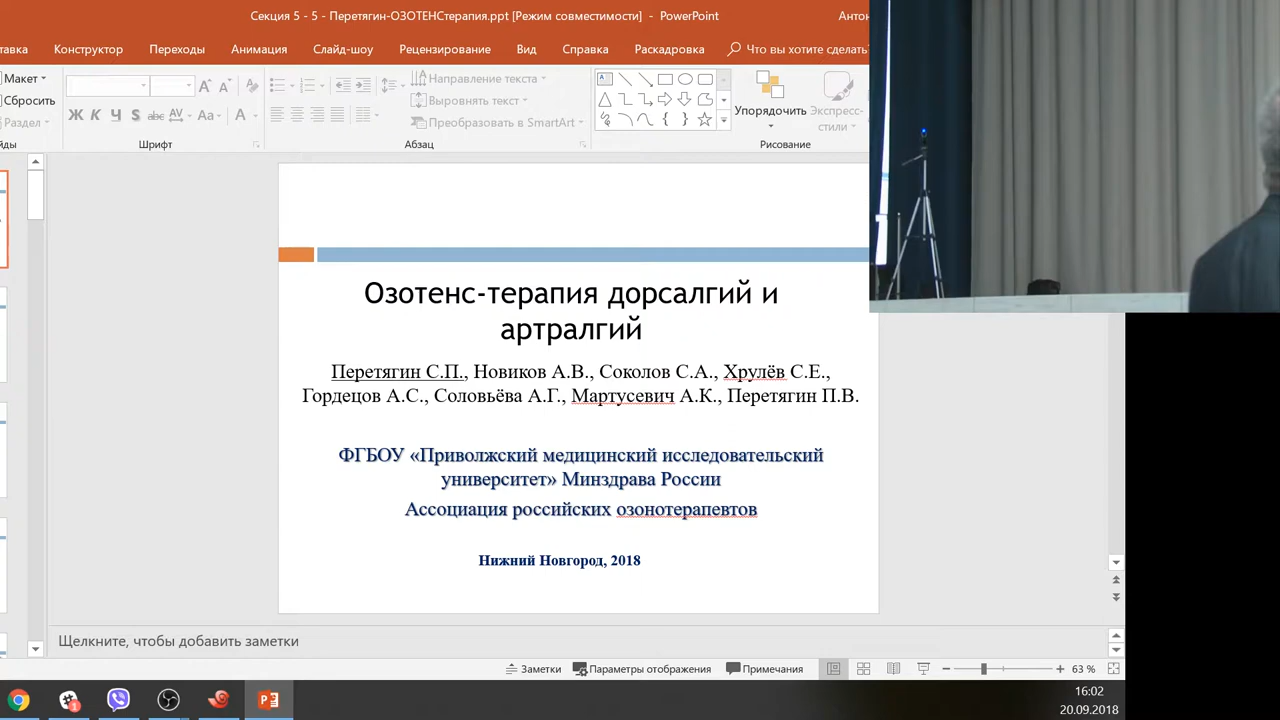 Секция 5 - 5 - Перетягин-ОЗОТЕНСтерапия.ppt [Режим совместимости] - PowerPoint
Антон
тавка Конструктор Переходы Анимация Слайд-шоу Рецензирование Вид Справка Раскадровка Что вы хотите сделать?
Макет
Сбросить
Раздел
Ж К Ч S abc AV Aa А
Направление текста
Выровнять текст
Преобразовать в SmartArt
Упорядочить
Экспресс-
стили
йды Шрифт Абзац Рисование
Озотенс-терапия дорсалгий и
артралгий
Перетягин С.П., Новиков А.В., Соколов С.А., Хрулёв С.Е.,
Гордецов А.С., Соловьёва А.Г., Мартусевич А.К., Перетягин П.В.
ФГБОУ «Приволжский медицинский исследовательский
университет» Минздрава России
Ассоциация российских озонотерапевтов
Нижний Новгород, 2018
Щелкните, чтобы добавить заметки
Заметки Параметры отображения Примечания 63 %
16:02
20.09.2018